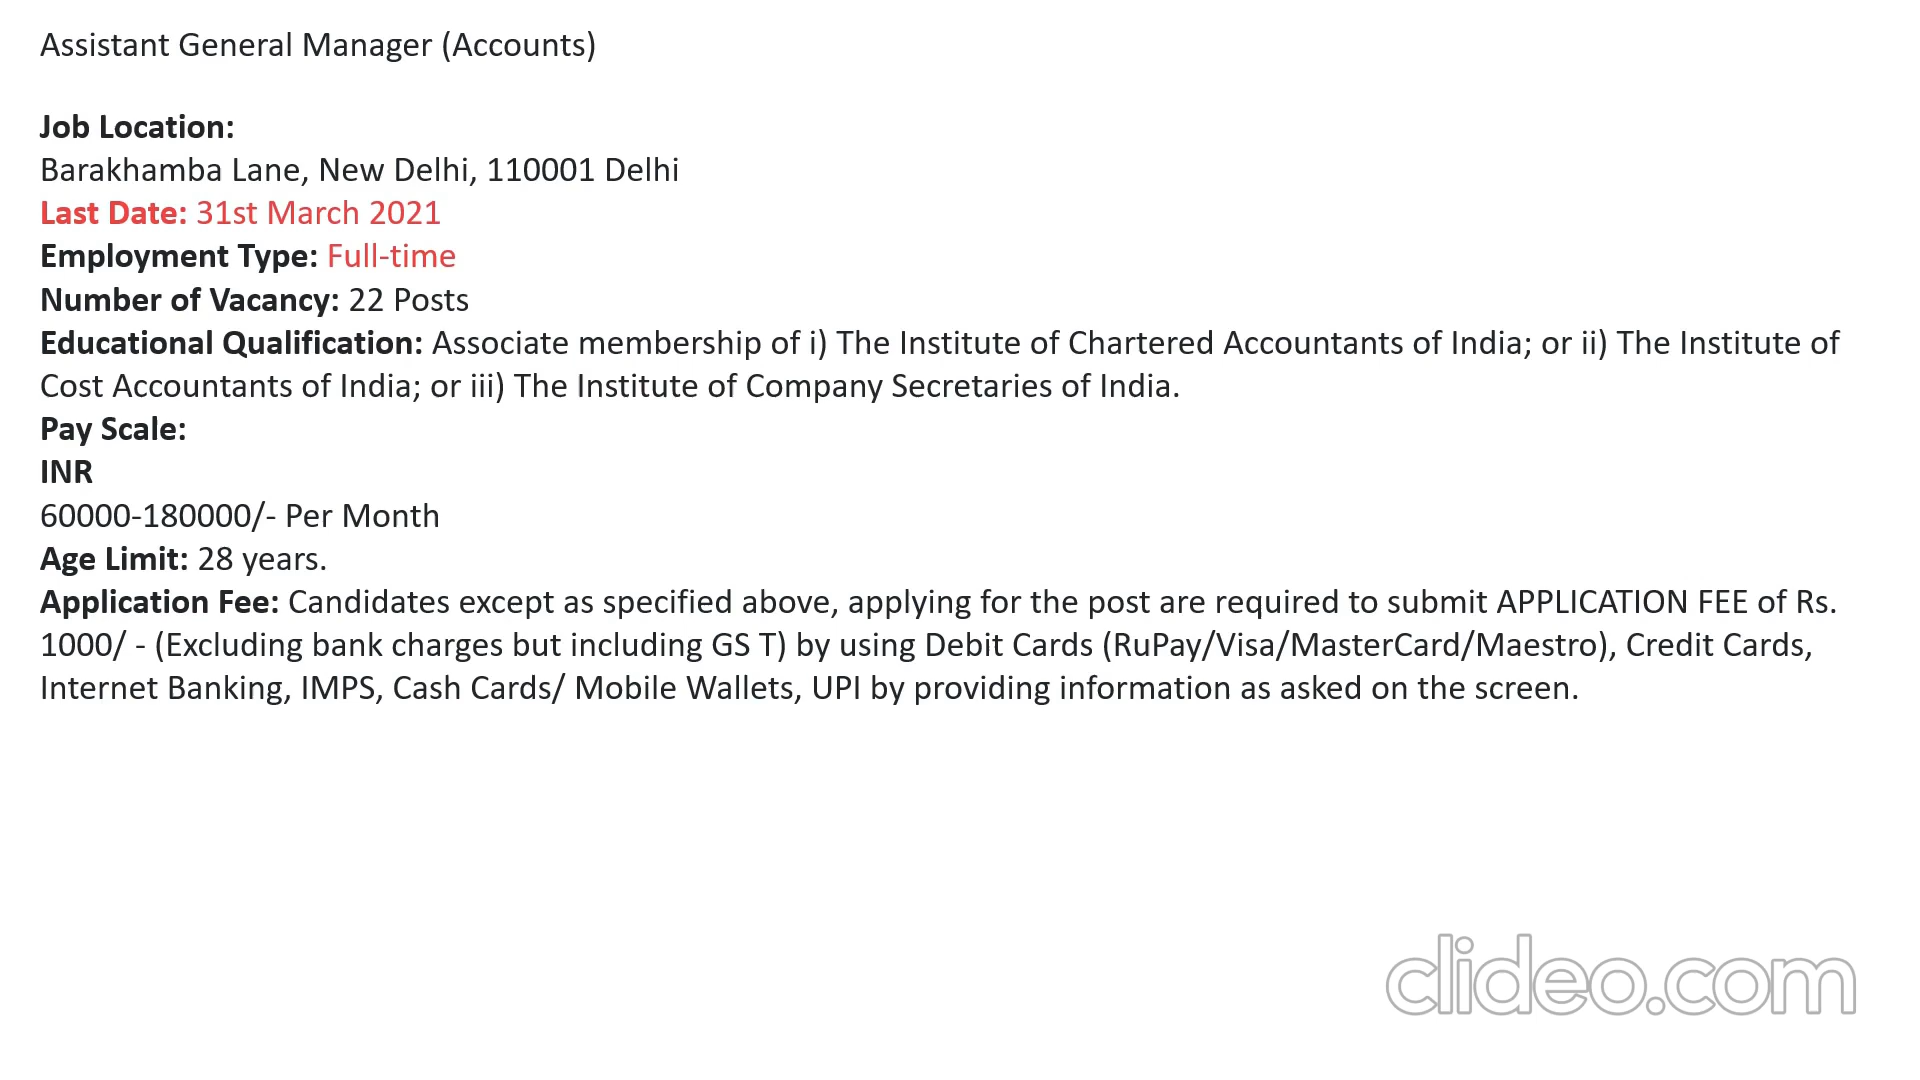 Assistant General Manager (Accounts)
Job Location:
Barakhamba Lane, New Delhi, 110001 Delhi
Last Date: 31st March 2021
Employment Type: Full-time
Number of Vacancy: 22 Posts
Educational Qualification: Associate membership of i) The Institute of Chartered Accountants of India; or ii) The Institute of
Cost Accountants of India; or iii) The Institute of Company Secretaries of India.
Pay Scale:
INR
60000-180000/- Per Month
Age Limit: 28 years.
Application Fee: Candidates except as specified above, applying for the post are required to submit APPLICATION FEE of Rs.
1000/ - (Excluding bank charges but including GS T) by using Debit Cards (RuPay/Visa/MasterCard/Maestro), Credit Cards,
Internet Banking, IMPS, Cash Cards/ Mobile Wallets, UPI by providing information as asked on the screen.
clideo.com